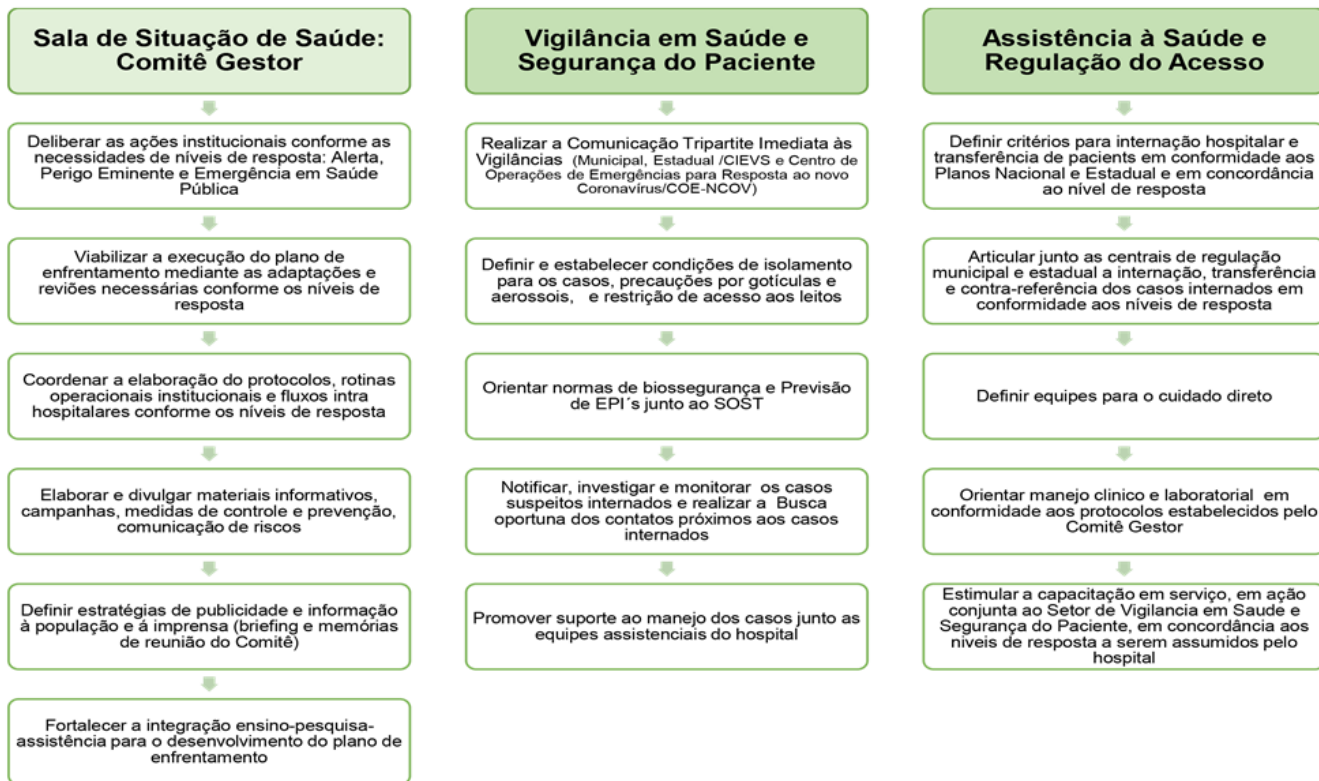 Sala de Situação de Saúde:
Comitê Gestor
Deliberar as ações institucionais conforme as
necessidades de níveis de resposta: Alerta,
Perigo Eminente e Emergência em Saúde
Pública
Viabilizar a execução do plano de
enfrentamento mediante as adaptações e
reviões necessárias conforme os níveis de
resposta
Coordenar a elaboração do protocolos, rotinas
operacionais institucionais e fluxos intra
hospitalares conforme os níveis de resposta
Elaborar e divulgar materiais informativos,
campanhas, medidas de controle e prevenção,
comunicação de riscos
Definir estratégias de publicidade e informação
à população e á imprensa (briefing e memórias
de reunião do Comitê)
Fortalecer a integração ensino-pesquisa-
assistência para o desenvolvimento do plano de
enfrentamento
Vigilância em Saúde e
Segurança do Paciente
Realizar a Comunicação Tripartite Imediata às
Vigilâncias (Municipal, Estadual /CIEVS e Centro de
Operações de Emergências para Resposta ao novo
Coronavírus/COE-NCOV)
Definir e estabelecer condições de isolamento
para os casos, precauções por gotículas e
aerossois, e restrição de acesso aos leitos
Orientar normas de biossegurança e Previsão
de EPI´s junto ao SOST
Notificar, investigar e monitorar os casos
suspeitos internados e realizar a Busca
oportuna dos contatos próximos aos casos
internados
Promover suporte ao manejo dos casos junto as
equipes assistenciais do hospital
Assistência à Saúde e
Regulação do Acesso
Definir critérios para internação hospitalar e
transferência de pacients em conformidade aos
Planos Nacional e Estadual e em concordância
ao nível de resposta
Articular junto as centrais de regulação
municipal e estadual a internação, transferência
e contra-referência dos casos internados em
conformidade aos níveis de resposta
Definir equipes para o cuidado direto
Orientar manejo clinico e laboratorial em
conformidade aos protocolos estabelecidos pelo
Comitê Gestor
Estimular a capacitação em serviço, em ação
conjunta ao Setor de Vigilancia em Saude e
Segurança do Paciente, em concordância aos
níveis de resposta a serem assumidos pelo
hospital